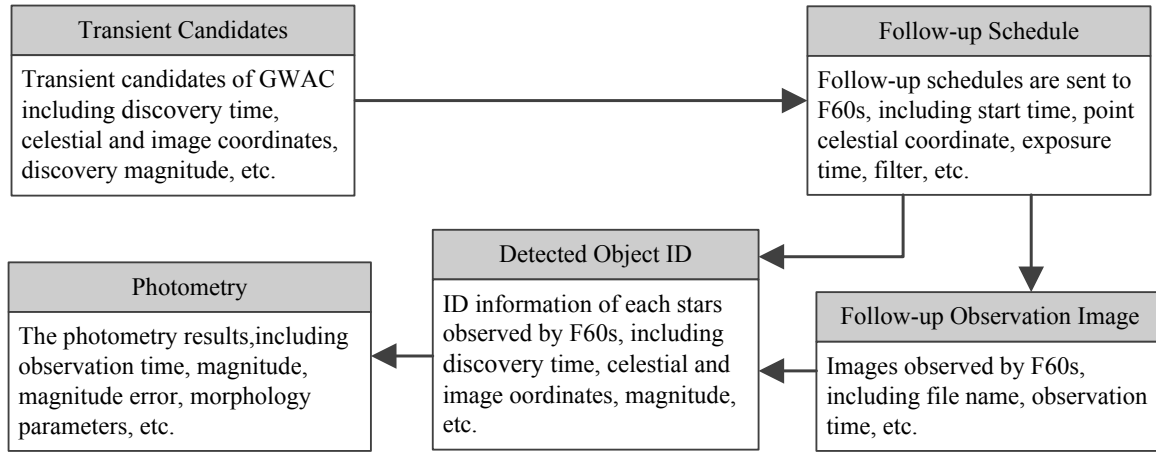 Transient Candidates
Transient candidates of GWAC
including discovery time,
celestial and image coordinates,
discovery magnitude, etc.
Follow-up Schedule
Follow-up schedules are sent to
F60s, including start time, point
celestial coordinate, exposure
time, filter, etc.
Detected Object ID
ID information of each stars
observed by F60s, including
discovery time, celestial and
image oordinates, magnitude,
etc.
Photometry
The photometry results,including
observation time, magnitude,
magnitude error, morphology
parameters, etc.
Follow-up Observation Image
Images observed by F60s,
including file name, observation
time, etc.